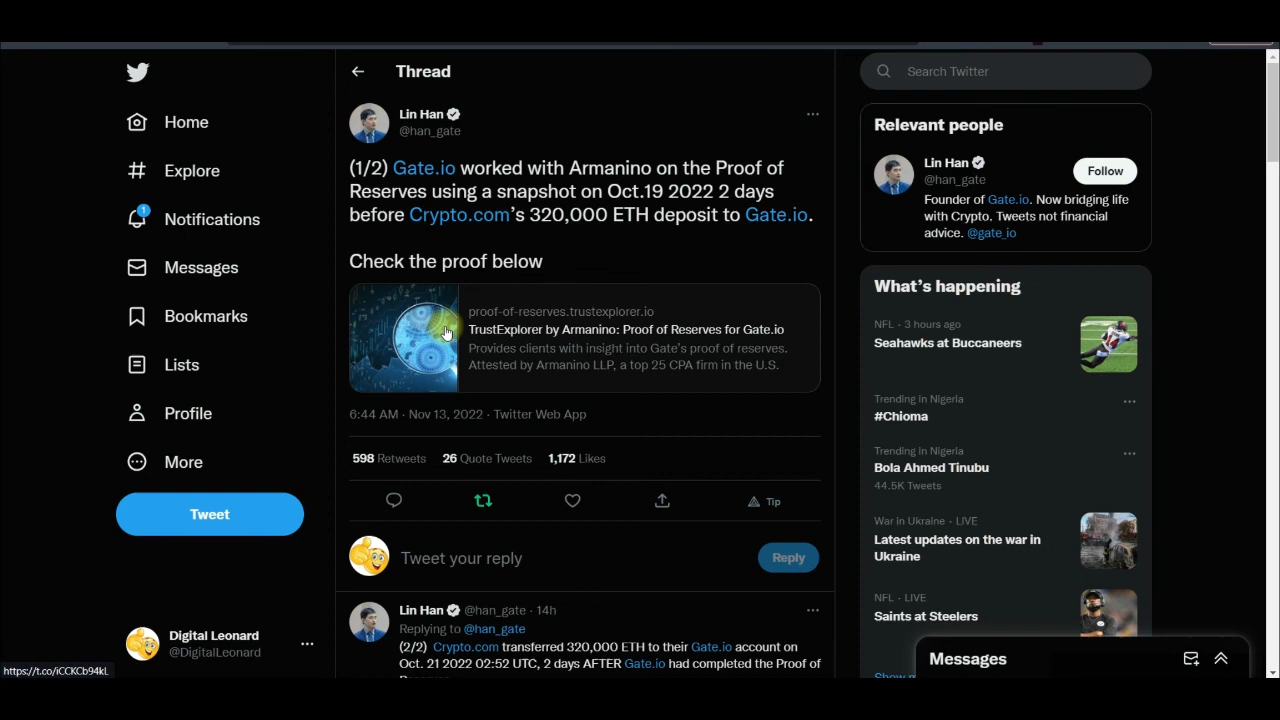 Home
Explore
1
Notifications
Messages
Bookmarks
Lists
Profile
More
Tweet
Digital Leonard
@DigitalLeonard
https://t.co/iCCKCb94kL
Thread
Lin Han
@han_gate
(1/2) Gate.io worked with Armanino on the Proof of
Reserves using a snapshot on Oct.19 2022 2 days
before Crypto.com's 320,000 ETH deposit to Gate.io.
Check the proof below
proof-of-reserves.trustexplorer.io
TrustExplorer by Armanino: Proof of Reserves for Gate.io
Provides clients with insight into Gate's proof of reserves.
Attested by Armanino LLP, a top 25 CPA firm in the U.S.
6:44 AM · Nov 13, 2022 · Twitter Web App
598 Retweets 26 Quote Tweets 1,172 Likes
Tip
Tweet your reply
Reply
Lin Han @han_gate · 14h
Replying to @han_gate
(2/2) Crypto.com transferred 320,000 ETH to their Gate.io account on
Oct. 21 2022 02:52 UTC, 2 days AFTER Gate.io had completed the Proof of
Search Twitter
Relevant people
Lin Han
@han_gate
Follow
Founder of Gate.io. Now bridging life
with Crypto. Tweets not financial
advice. @gate_io
What's happening
NFL · 3 hours ago
Seahawks at Buccaneers
Trending in Nigeria
#Chioma
Trending in Nigeria
Bola Ahmed Tinubu
44.5K Tweets
War in Ukraine · LIVE
Latest updates on the war in
Ukraine
NFL · LIVE
Saints at Steelers
Messages